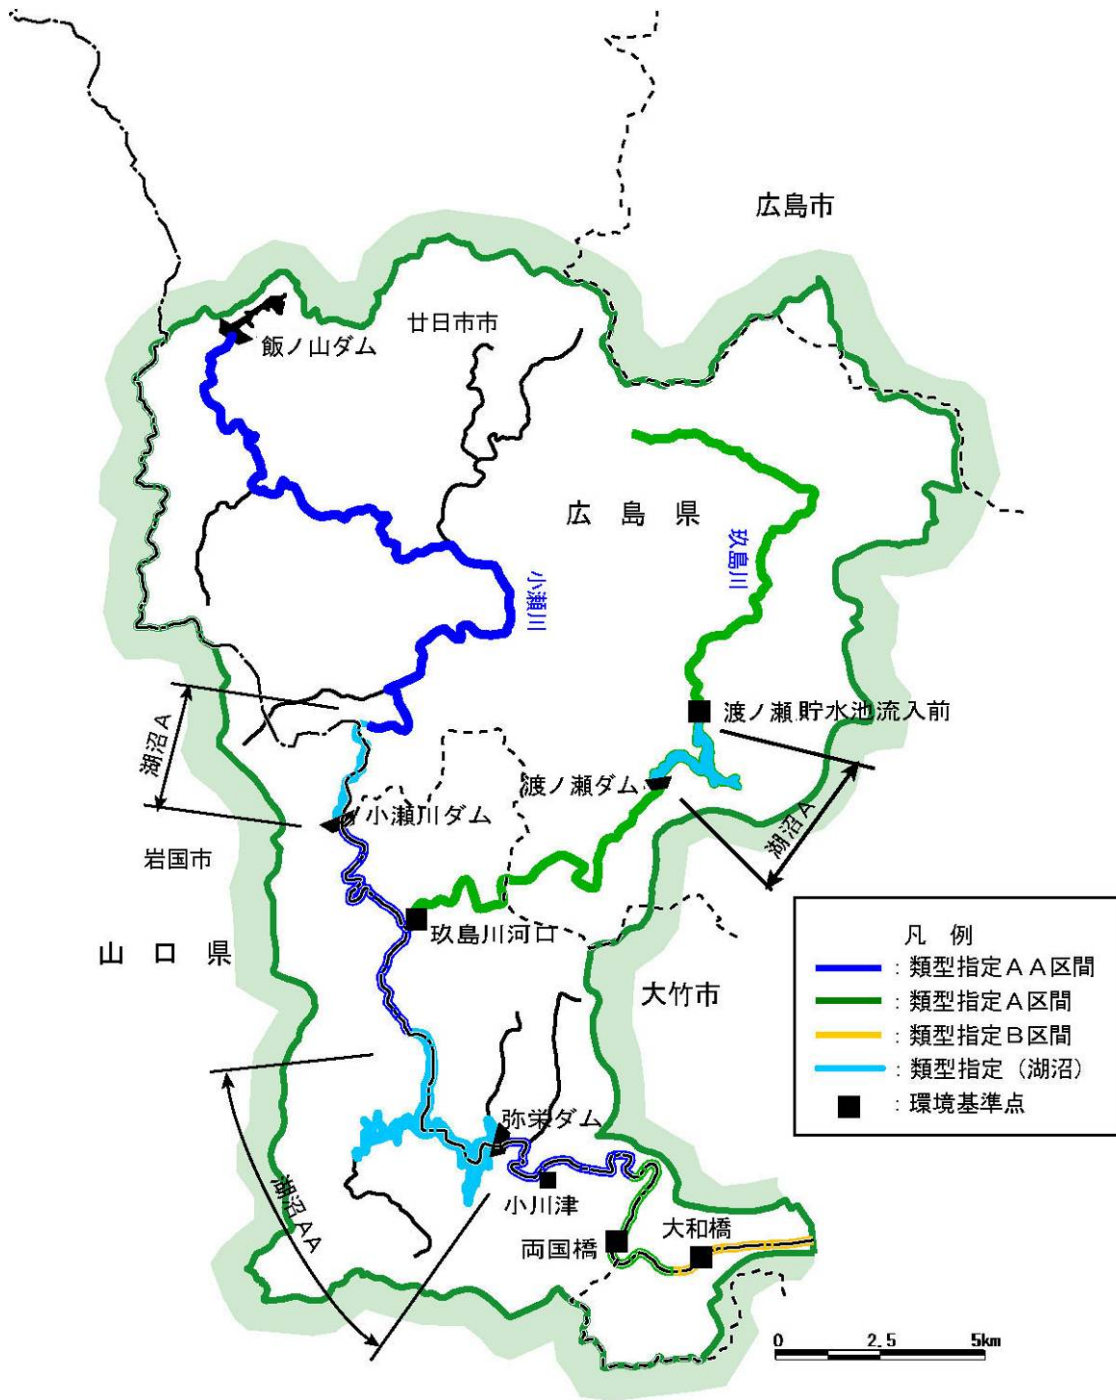 広島市
廿日市市
飯ノ山ダム
広島県
玖島川
小瀬川
湖沼A
渡ノ瀬貯水池流入前
渡ノ瀬ダム
小瀬川ダム
湖沼A
岩国市
玖島川河口
山口県
大竹市
凡例
：類型指定ＡＡ区間
：類型指定Ａ区間
：類型指定Ｂ区間
：類型指定（湖沼）
：環境基準点
弥栄ダム
湖沼AA
小川津
大和橋
両国橋
0 2.5 5km